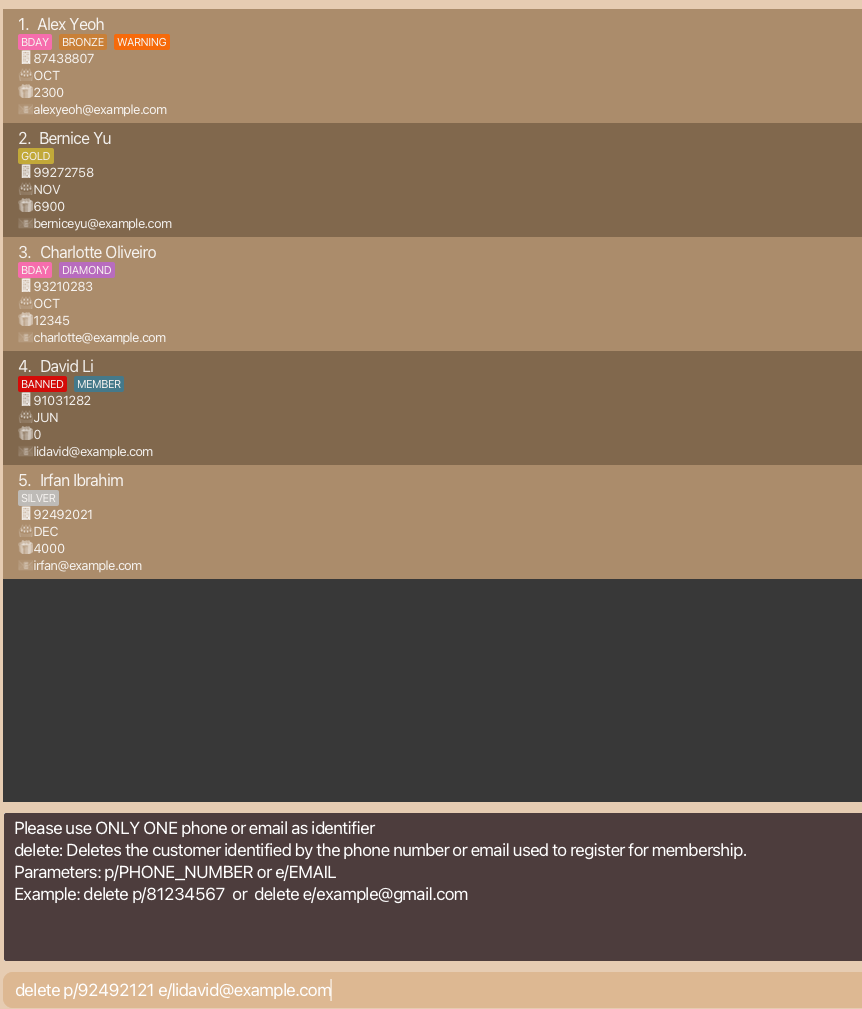 1. Alex Yeoh
BDAY BRONZE WARNING
87438807
OCT
2300
alexyeoh@example.com
2. Bernice Yu
GOLD
99272758
NOV
6900
berniceyu@example.com
3. Charlotte Oliveiro
BDAY DIAMOND
93210283
OCT
12345
charlotte@example.com
4. David Li
BANNED MEMBER
91031282
JUN
0
lidavid@example.com
5. Irfan Ibrahim
SILVER
92492021
DEC
4000
irfan@example.com
Please use ONLY ONE phone or email as identifier
delete: Deletes the customer identified by the phone number or email used to register for membership.
Parameters: p/PHONE_NUMBER or e/EMAIL
Example: delete p/81234567 or delete e/example@gmail.com
delete p/92492121 e/lidavid@example.com